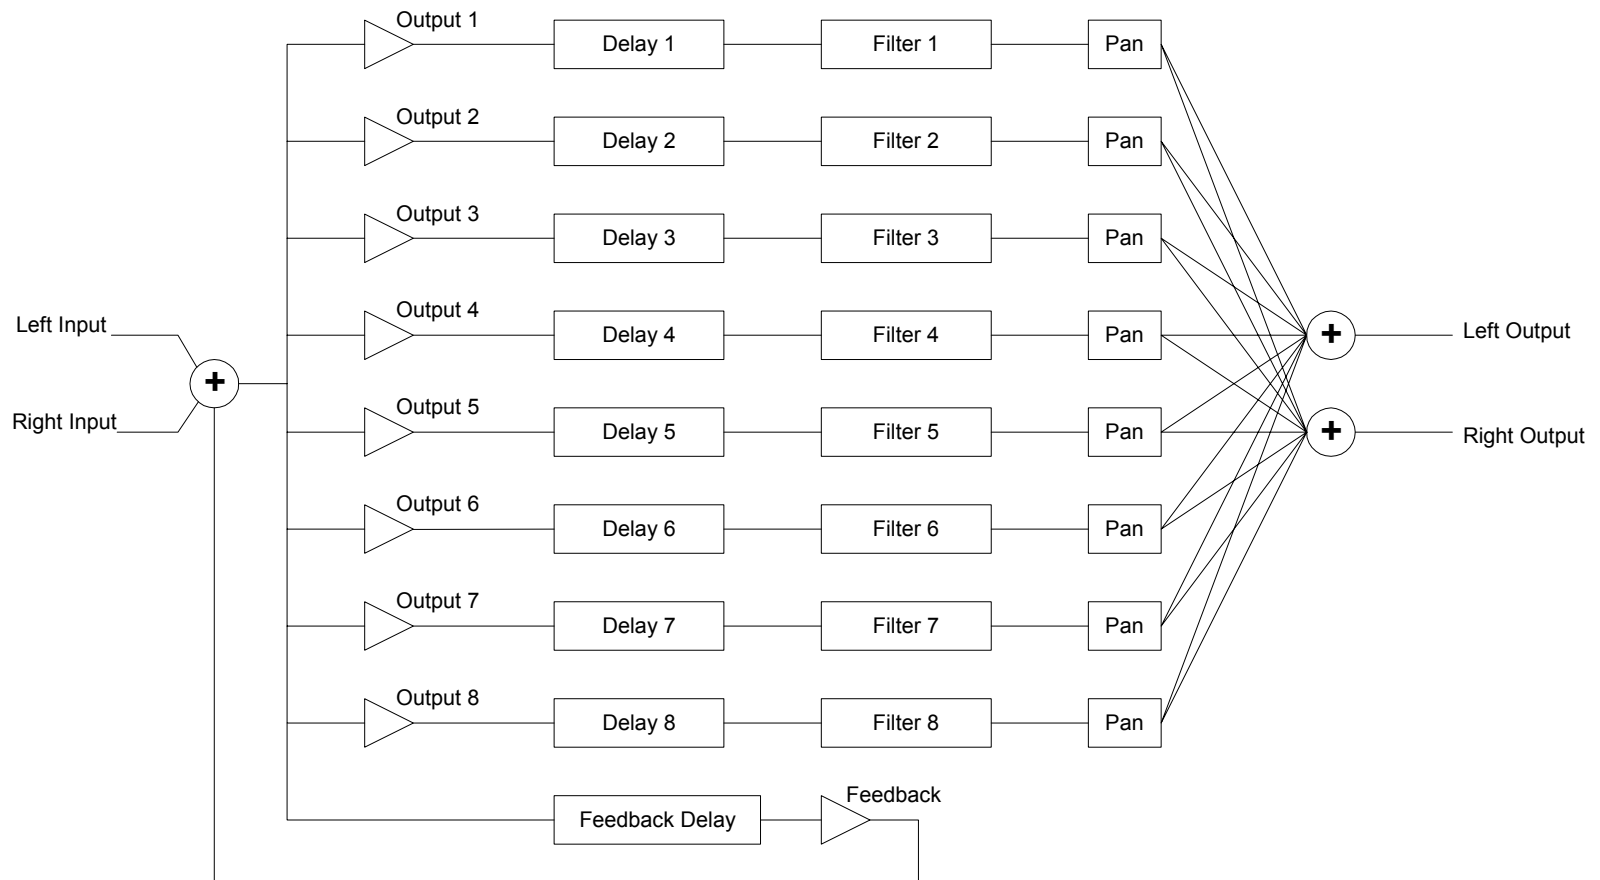 Output 1
Delay 1 Filter 1 Pan
Output 2
Delay 2 Filter 2 Pan
Output 3
Delay 3 Filter 3 Pan
Output 4
Left Input Delay 4 Filter 4 Pan + Left Output
+
Output 5
Right Input Delay 5 Filter 5 Pan + Right Output
Output 6
Delay 6 Filter 6 Pan
Output 7
Delay 7 Filter 7 Pan
Output 8
Delay 8 Filter 8 Pan
Feedback
Feedback Delay